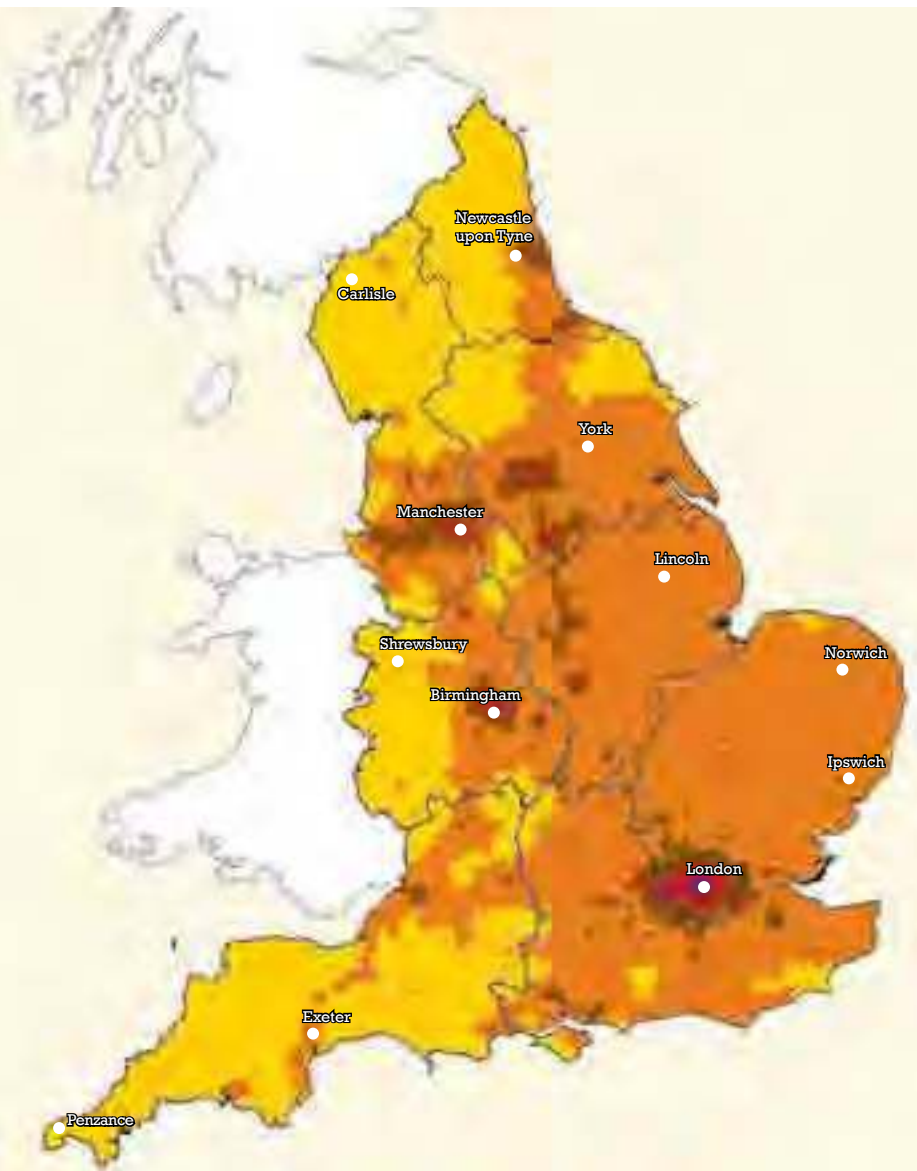 Newcastle
upon Tyne
Carlisle
York
Manchester
Lincoln
Shrewsbury
Norwich
Birmingham
Ipswich
London
Exeter
Penzance